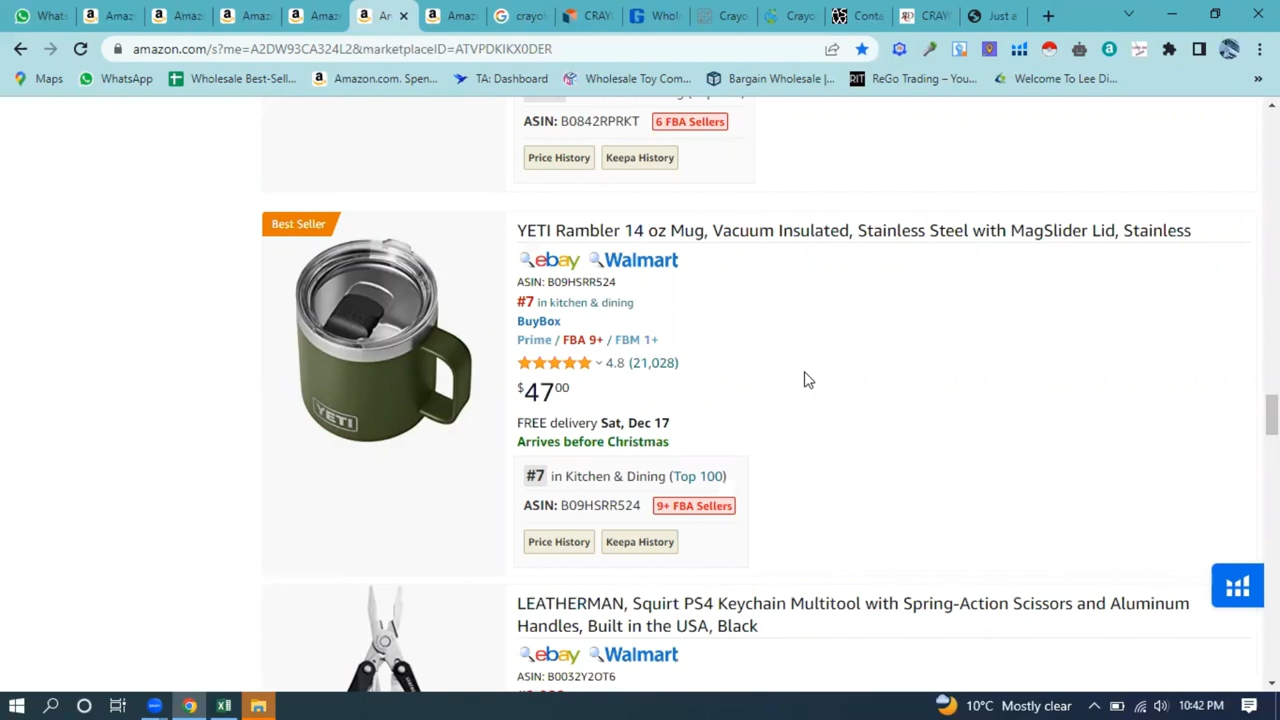 Whats
Amaz
Amaz
Amaz
Amaz
Am
Amaz
crayol
CRAYO
Whol
Crayo
Crayo
Conta
CRAY
Just a
amazon.com/s?me=A2DW93CA324L2&marketplaceID=ATVPDKIKX0DER
Maps
WhatsApp
Wholesale Best-Sell...
Amazon.com. Spen...
TA: Dashboard
Wholesale Toy Com...
Bargain Wholesale |...
RIT
ReGo Trading – You...
Welcome To Lee Di...
»
ASIN: B0842RPRKT 6 FBA Sellers
Price History Keepa History
Best Seller
YETI Rambler 14 oz Mug, Vacuum Insulated, Stainless Steel with MagSlider Lid, Stainless
ebay Walmart
ASIN: B09HSRR524
#7 in kitchen & dining
BuyBox
Prime / FBA 9+ / FBM 1+
4.8 (21,028)
$47 00
FREE delivery Sat, Dec 17
Arrives before Christmas
YETI
#7 in Kitchen & Dining (Top 100)
ASIN: B09HSRR524 9+ FBA Sellers
Price History Keepa History
LEATHERMAN, Squirt PS4 Keychain Multitool with Spring-Action Scissors and Aluminum
Handles, Built in the USA, Black
ebay Walmart
ASIN: B0032Y2OT6
10°C Mostly clear
10:42 PM